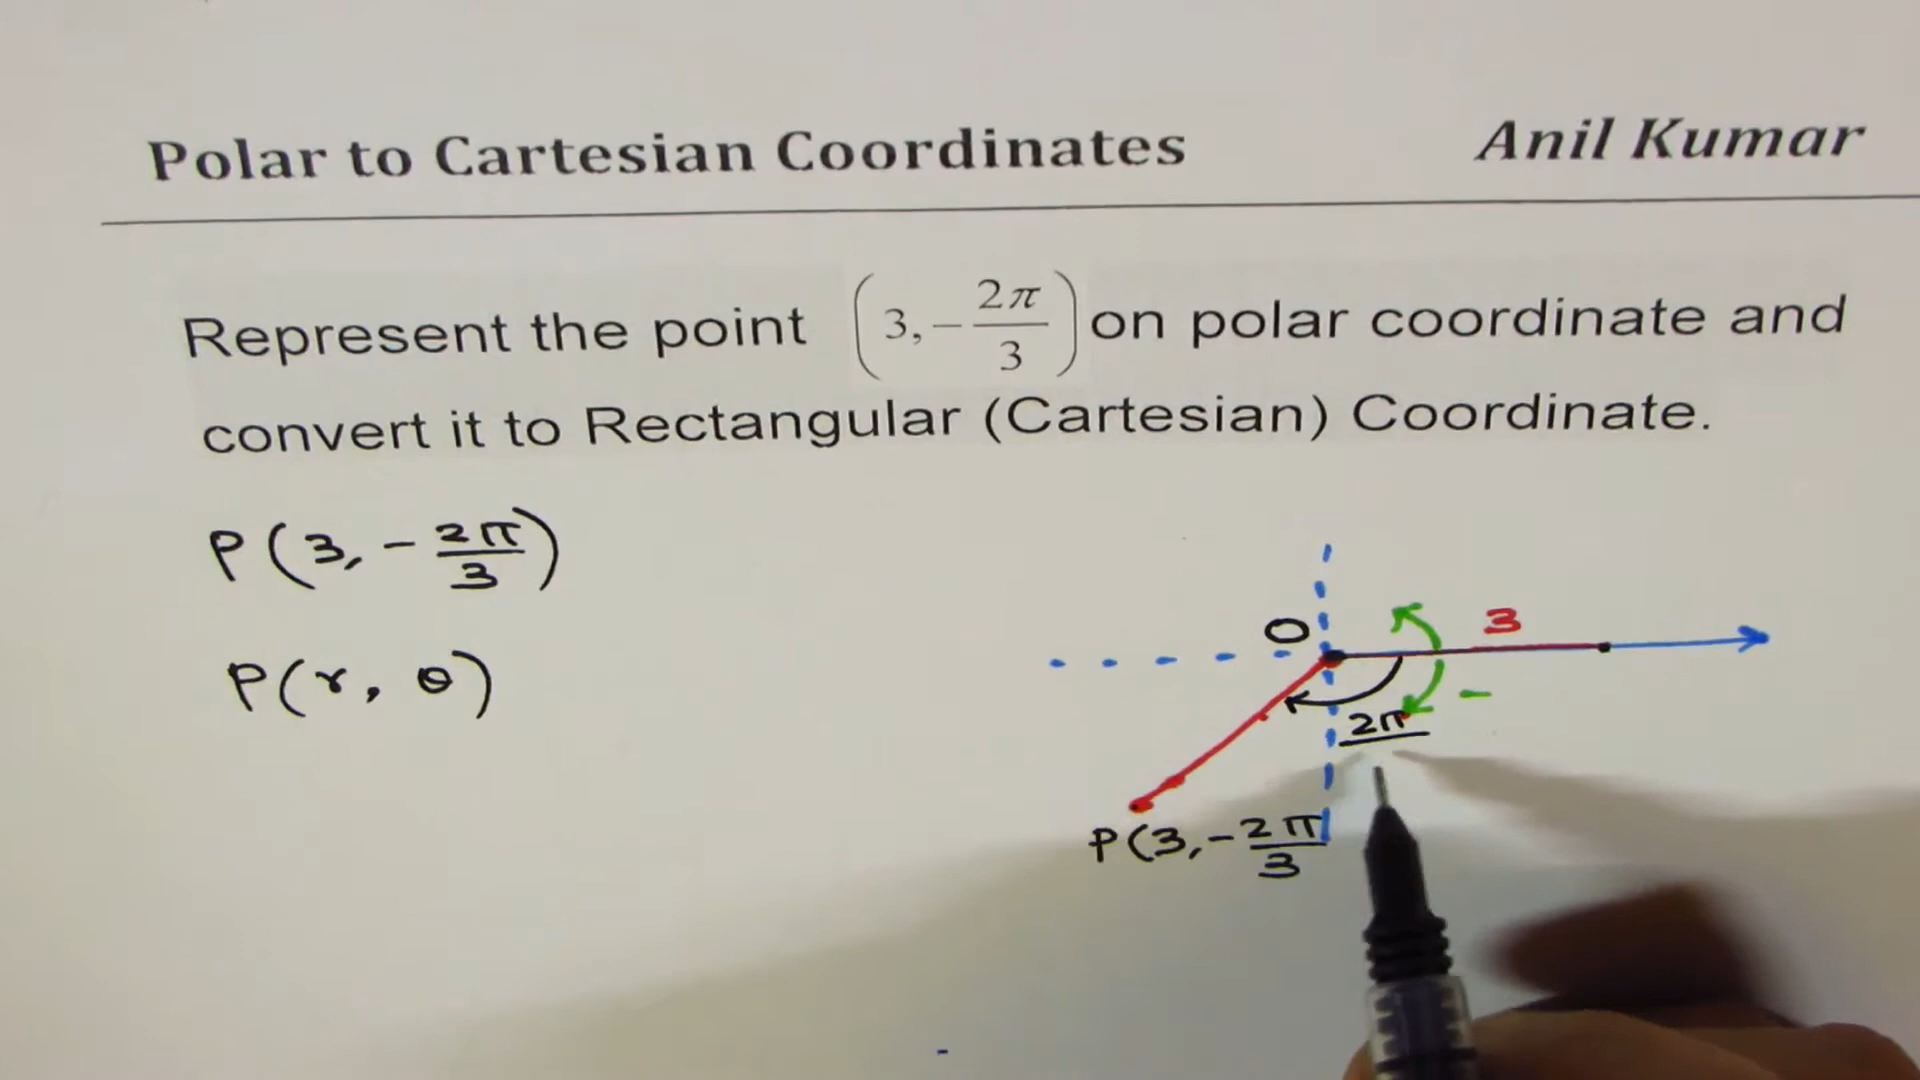 Polar to Cartesian Coordinates
Anil Kumar
Represent the point (3, -2π/3) on polar coordinate and
convert it to Rectangular (Cartesian) Coordinate.
P(3, -2π/3)
P(r, θ)
O
3
-
2π
P(3, -2π/3